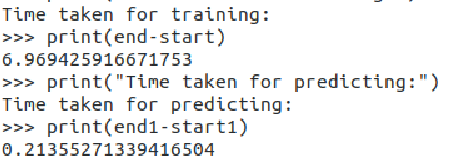 Time taken for training:
>>> print(end-start)
6.969425916671753
>>> print("Time taken for predicting:")
Time taken for predicting:
>>> print(end1-start1)
0.21355271339416504